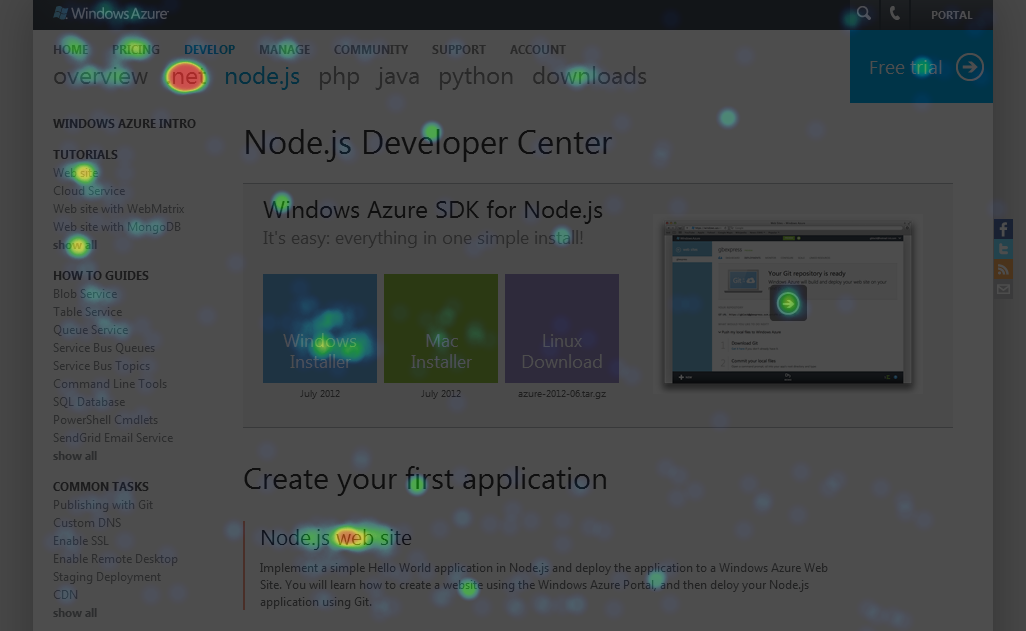 Windows Azure
PORTAL
HOME PRICING DEVELOP MANAGE COMMUNITY SUPPORT ACCOUNT
overview net node.js php java python downloads
Free trial
WINDOWS AZURE INTRO
TUTORIALS
Web site
Cloud Service
Web site with WebMatrix
Web site with MongoDB
show all
HOW TO GUIDES
Blob Service
Table Service
Queue Service
Service Bus Queues
Service Bus Topics
Command Line Tools
SQL Database
PowerShell Cmdlets
SendGrid Email Service
show all
COMMON TASKS
Publishing with Git
Custom DNS
Enable SSL
Enable Remote Desktop
Staging Deployment
CDN
show all
Node.js Developer Center
Windows Azure SDK for Node.js
It's easy: everything in one simple install!
Windows
Installer
July 2012
Mac
Installer
July 2012
Linux
Download
azure-2012-06.tar.gz
Your Git repository is ready
Create your first application
Node.js web site
Implement a simple Hello World application in Node.js and deploy the application to a Windows Azure Web
Site. You will learn how to create a website using the Windows Azure Portal, and then deloy your Node.js
application using Git.